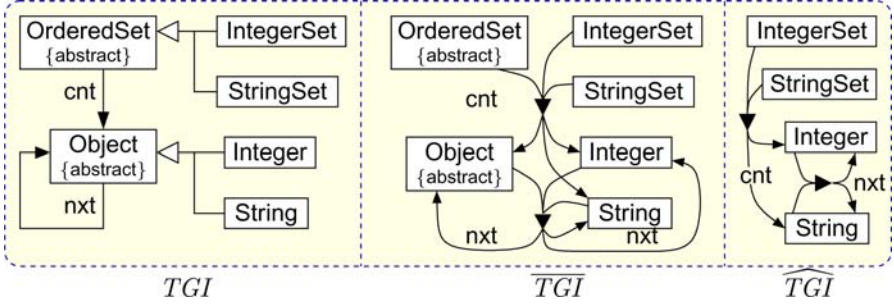 OrderedSet
{abstract}
IntegerSet
StringSet
cnt
Object
{abstract}
Integer
nxt
String
TGI
OrderedSet
{abstract}
IntegerSet
cnt
StringSet
Object
{abstract}
Integer
String
nxt
nxt
TGI
IntegerSet
StringSet
Integer
cnt
nxt
String
TGI